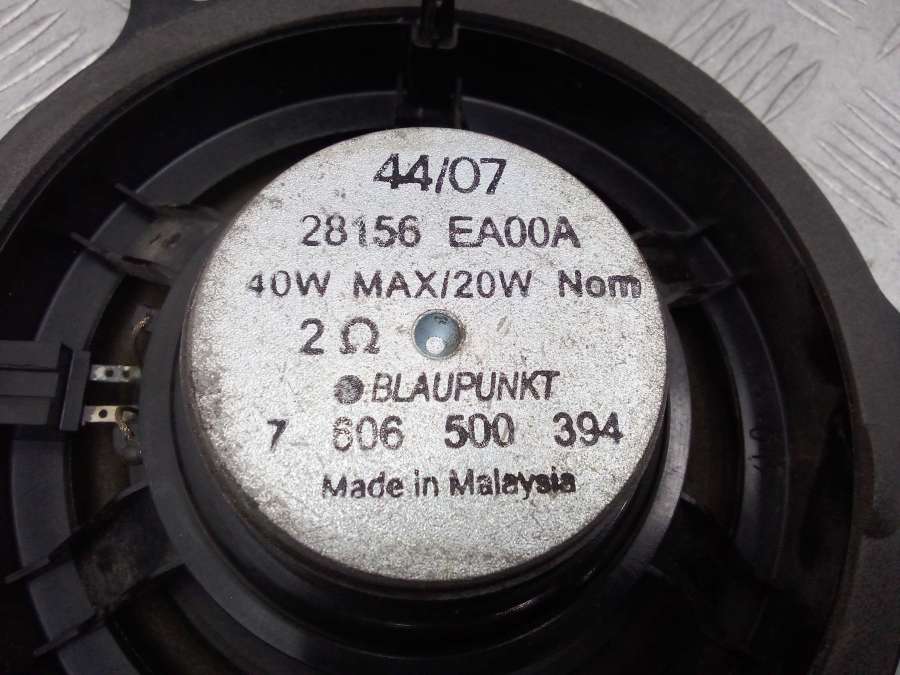 44/07
28156 EA00A
40W MAX/20W Nom
2 Ω
BLAUPUNKT
7 606 500 394
Made in Malaysia